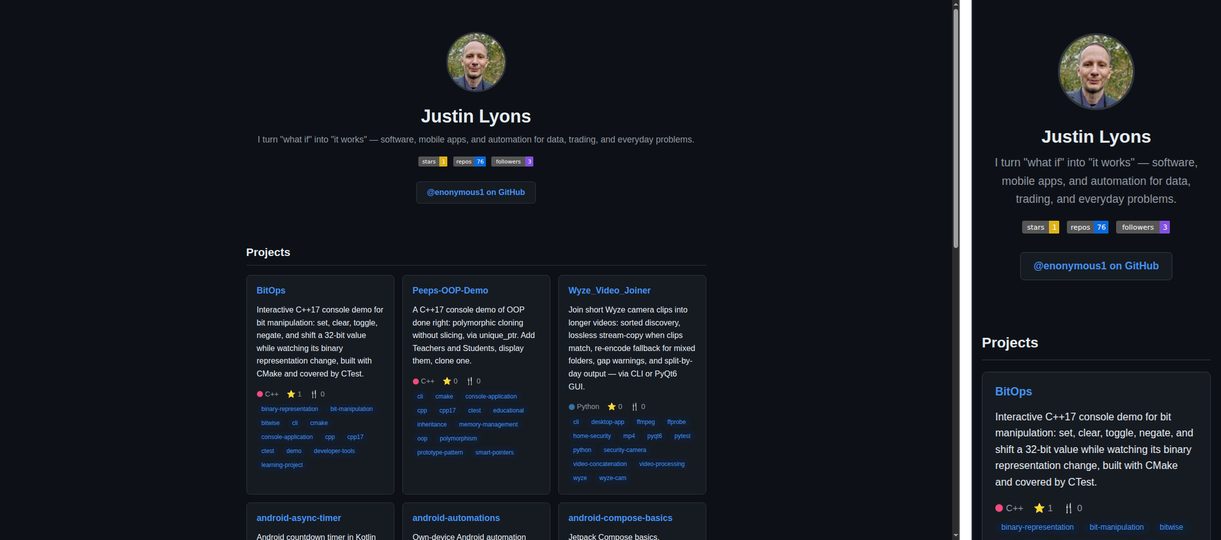 Justin Lyons
I turn "what if" into "it works" — software, mobile apps, and automation for data, trading, and everyday problems.
stars 1 repos 76 followers 3
@enonymous1 on GitHub
Projects
BitOps
Interactive C++17 console demo for
bit manipulation: set, clear, toggle,
negate, and shift a 32-bit value
while watching its binary
representation change, built with
CMake and covered by CTest.
C++ ⭐ 1 🍴 0
binary-representation bit-manipulation
bitwise cli cmake
console-application cpp cpp17
ctest demo developer-tools
learning-project
Peeps-OOP-Demo
A C++17 console demo of OOP
done right: polymorphic cloning
without slicing, via unique_ptr. Add
Teachers and Students, display
them, clone one.
C++ ⭐ 0 🍴 0
cli cmake console-application
cpp cpp17 ctest educational
inheritance memory-management
oop polymorphism
prototype-pattern smart-pointers
Wyze_Video_Joiner
Join short Wyze camera clips into
longer videos: sorted discovery,
lossless stream-copy when clips
match, re-encode fallback for mixed
folders, gap warnings, and split-by-
day output — via CLI or PyQt6
GUI.
Python ⭐ 0 🍴 0
cli desktop-app ffmpeg ffprobe
home-security mp4 pyqt6 pytest
python security-camera
video-concatenation video-processing
wyze wyze-cam
android-async-timer
Android countdown timer in Kotlin
android-automations
Own-device Android automation
android-compose-basics
Jetpack Compose basics.
Justin Lyons
I turn "what if" into "it works" — software,
mobile apps, and automation for data,
trading, and everyday problems.
stars 1 repos 76 followers 3
@enonymous1 on GitHub
Projects
BitOps
Interactive C++17 console demo for bit
manipulation: set, clear, toggle, negate, and
shift a 32-bit value while watching its binary
representation change, built with CMake
and covered by CTest.
C++ ⭐ 1 🍴 0
binary-representation bit-manipulation bitwise